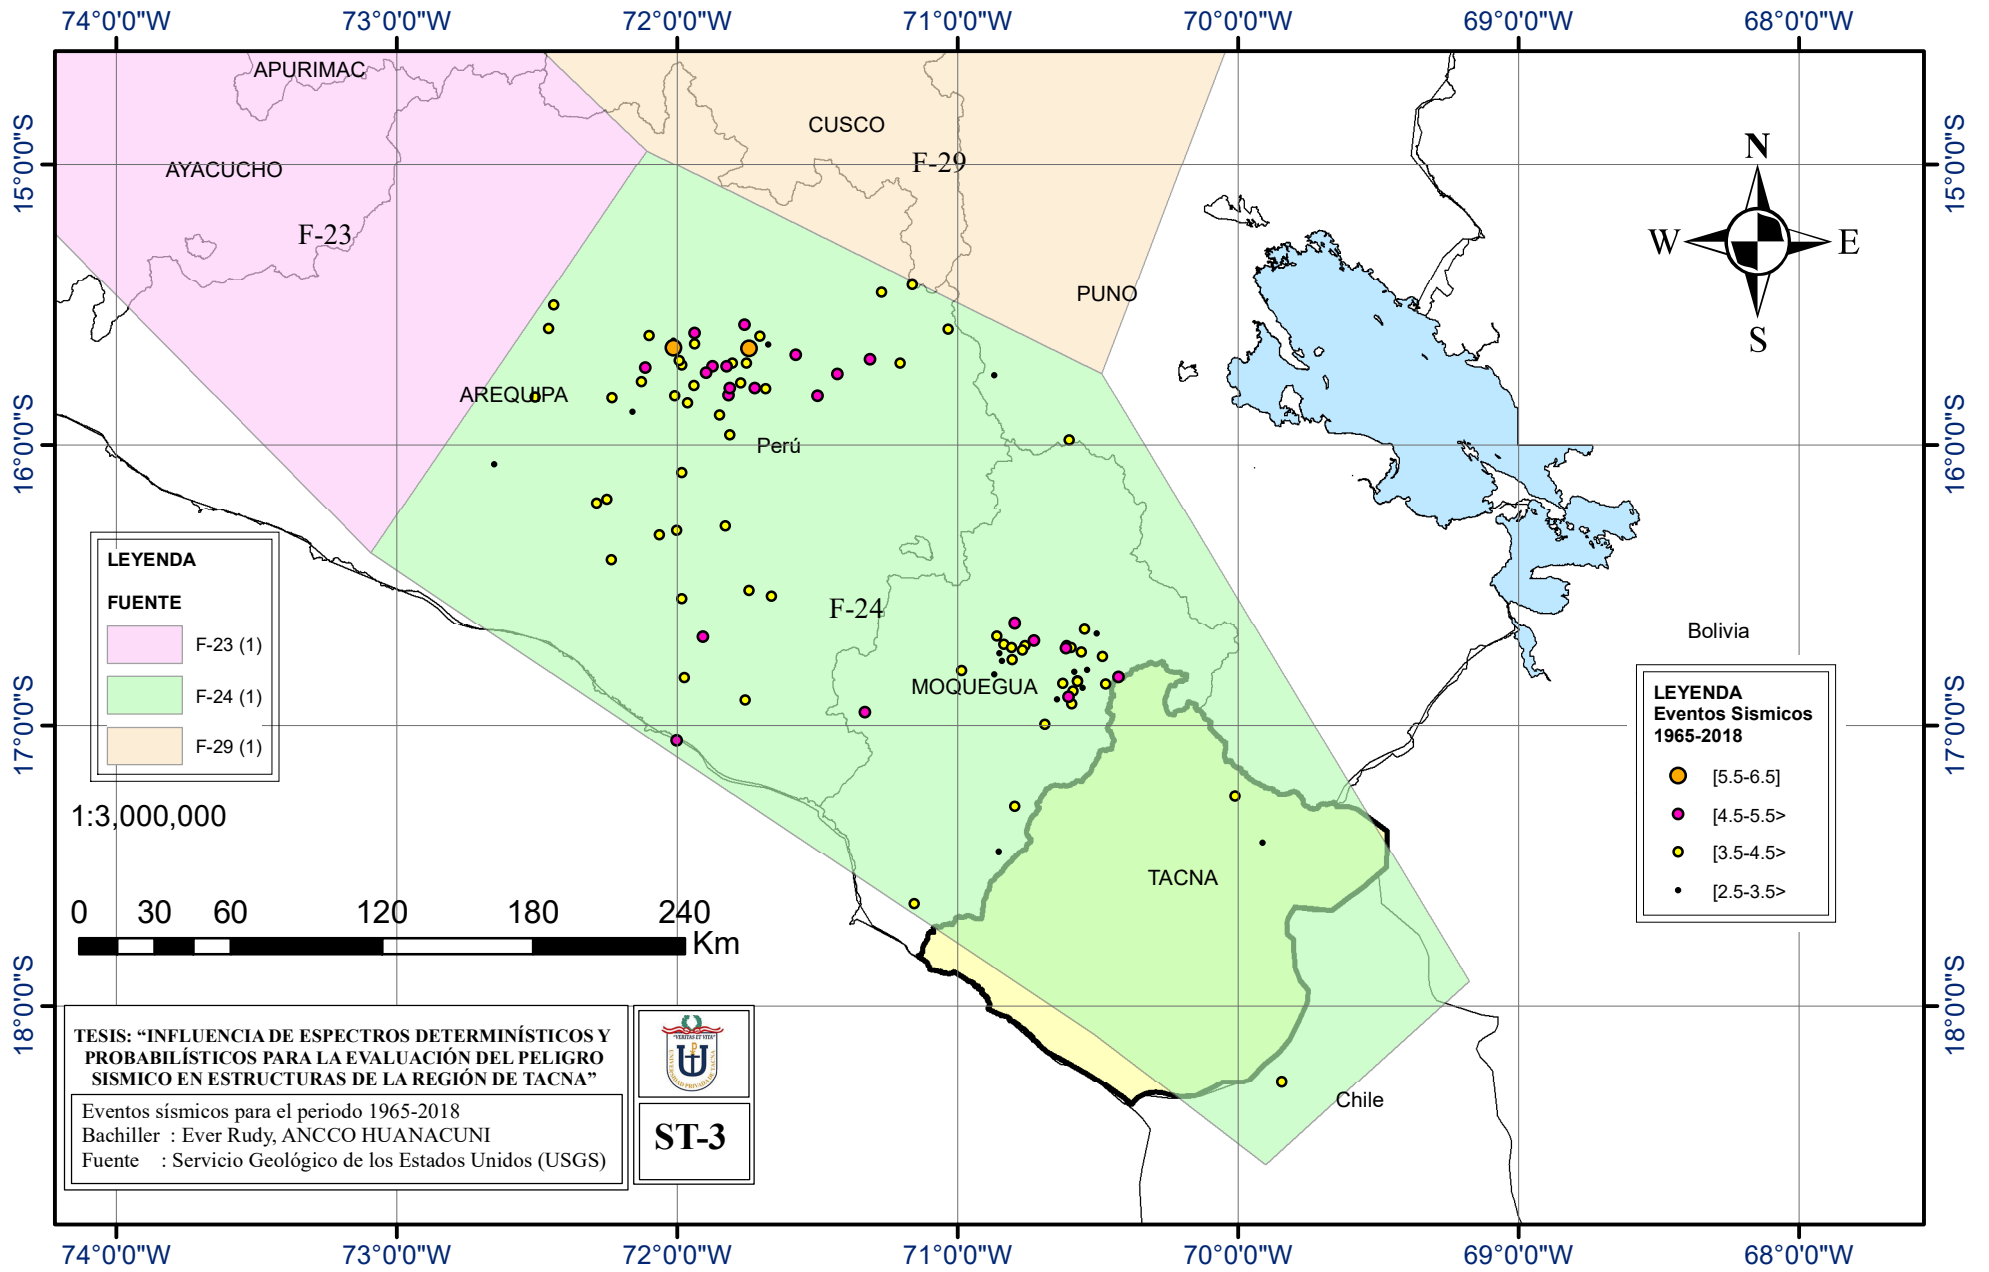 74°0'0"W 73°0'0"W 72°0'0"W 71°0'0"W 70°0'0"W 69°0'0"W 68°0'0"W
APURIMAC
CUSCO
F-29
AYACUCHO
F-23
N
W E
S
15°0'0"S
15°0'0"S
PUNO
AREQUIPA
Perú
16°0'0"S
16°0'0"S
LEYENDA
FUENTE
F-23 (1)
F-24 (1)
F-29 (1)
F-24
MOQUEGUA
Bolivia
LEYENDA
Eventos Sismicos
1965-2018
[5.5-6.5]
[4.5-5.5>
[3.5-4.5>
[2.5-3.5>
17°0'0"S
17°0'0"S
1:3,000,000
TACNA
0 30 60 120 180 240
Km
18°0'0"S
18°0'0"S
Chile
TESIS: “INFLUENCIA DE ESPECTROS DETERMINÍSTICOS Y
PROBABILÍSTICOS PARA LA EVALUACIÓN DEL PELIGRO
SISMICO EN ESTRUCTURAS DE LA REGIÓN DE TACNA”
Eventos sísmicos para el periodo 1965-2018
Bachiller : Ever Rudy, ANCCO HUANACUNI
Fuente : Servicio Geológico de los Estados Unidos (USGS)
"VERITAS ET VITA"
UNIVERSIDAD PRIVADA DE TACNA
ST-3
74°0'0"W 73°0'0"W 72°0'0"W 71°0'0"W 70°0'0"W 69°0'0"W 68°0'0"W